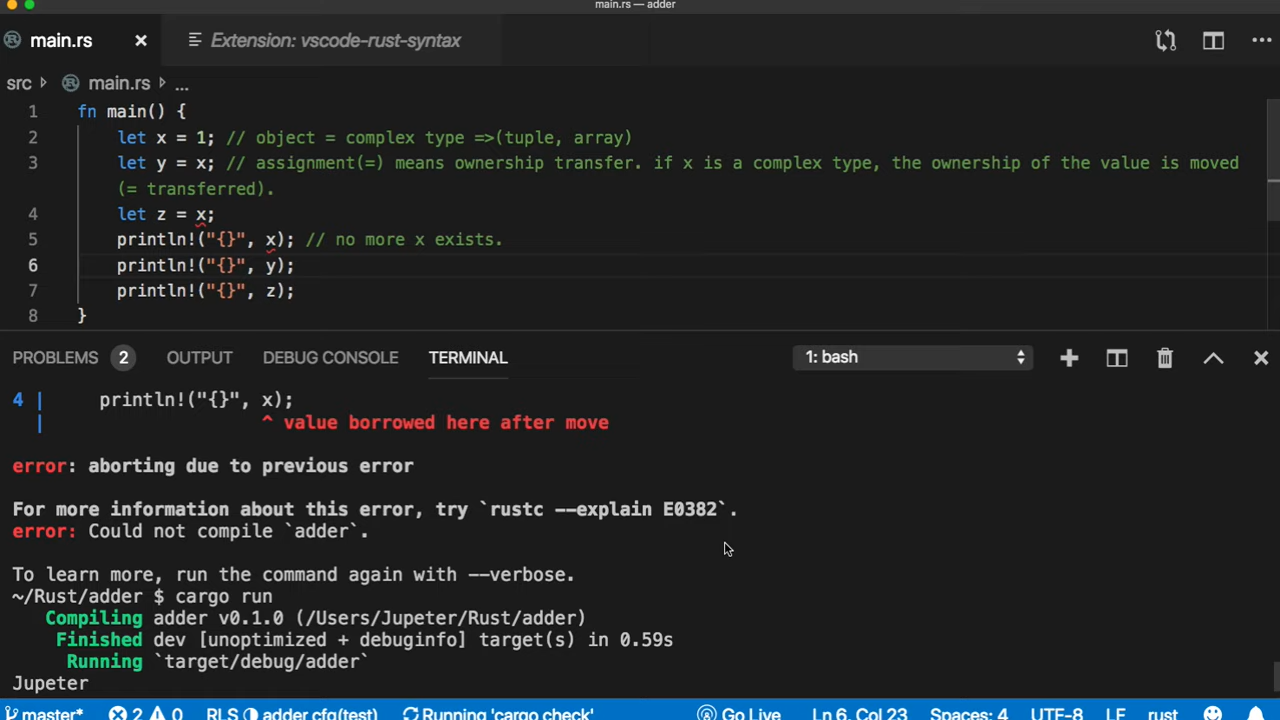 main.rs — adder
main.rs
Extension: vscode-rust-syntax
src main.rs ...
1 fn main() {
2 let x = 1; // object = complex type =>(tuple, array)
3 let y = x; // assignment(=) means ownership transfer. if x is a complex type, the ownership of the value is moved
(= transferred).
4 let z = x;
5 println!("{}", x); // no more x exists.
6 println!("{}", y);
7 println!("{}", z);
8 }
PROBLEMS 2 OUTPUT DEBUG CONSOLE TERMINAL 1: bash
4 | println!("{}", x);
| ^ value borrowed here after move
error: aborting due to previous error
For more information about this error, try `rustc --explain E0382`.
error: Could not compile `adder`.
To learn more, run the command again with --verbose.
~/Rust/adder $ cargo run
Compiling adder v0.1.0 (/Users/Jupeter/Rust/adder)
Finished dev [unoptimized + debuginfo] target(s) in 0.59s
Running `target/debug/adder`
Jupeter
master* 2 0 RLS adder cfg(test) Running 'cargo check' Go Live Ln 6, Col 23 Spaces: 4 UTF-8 LF rust